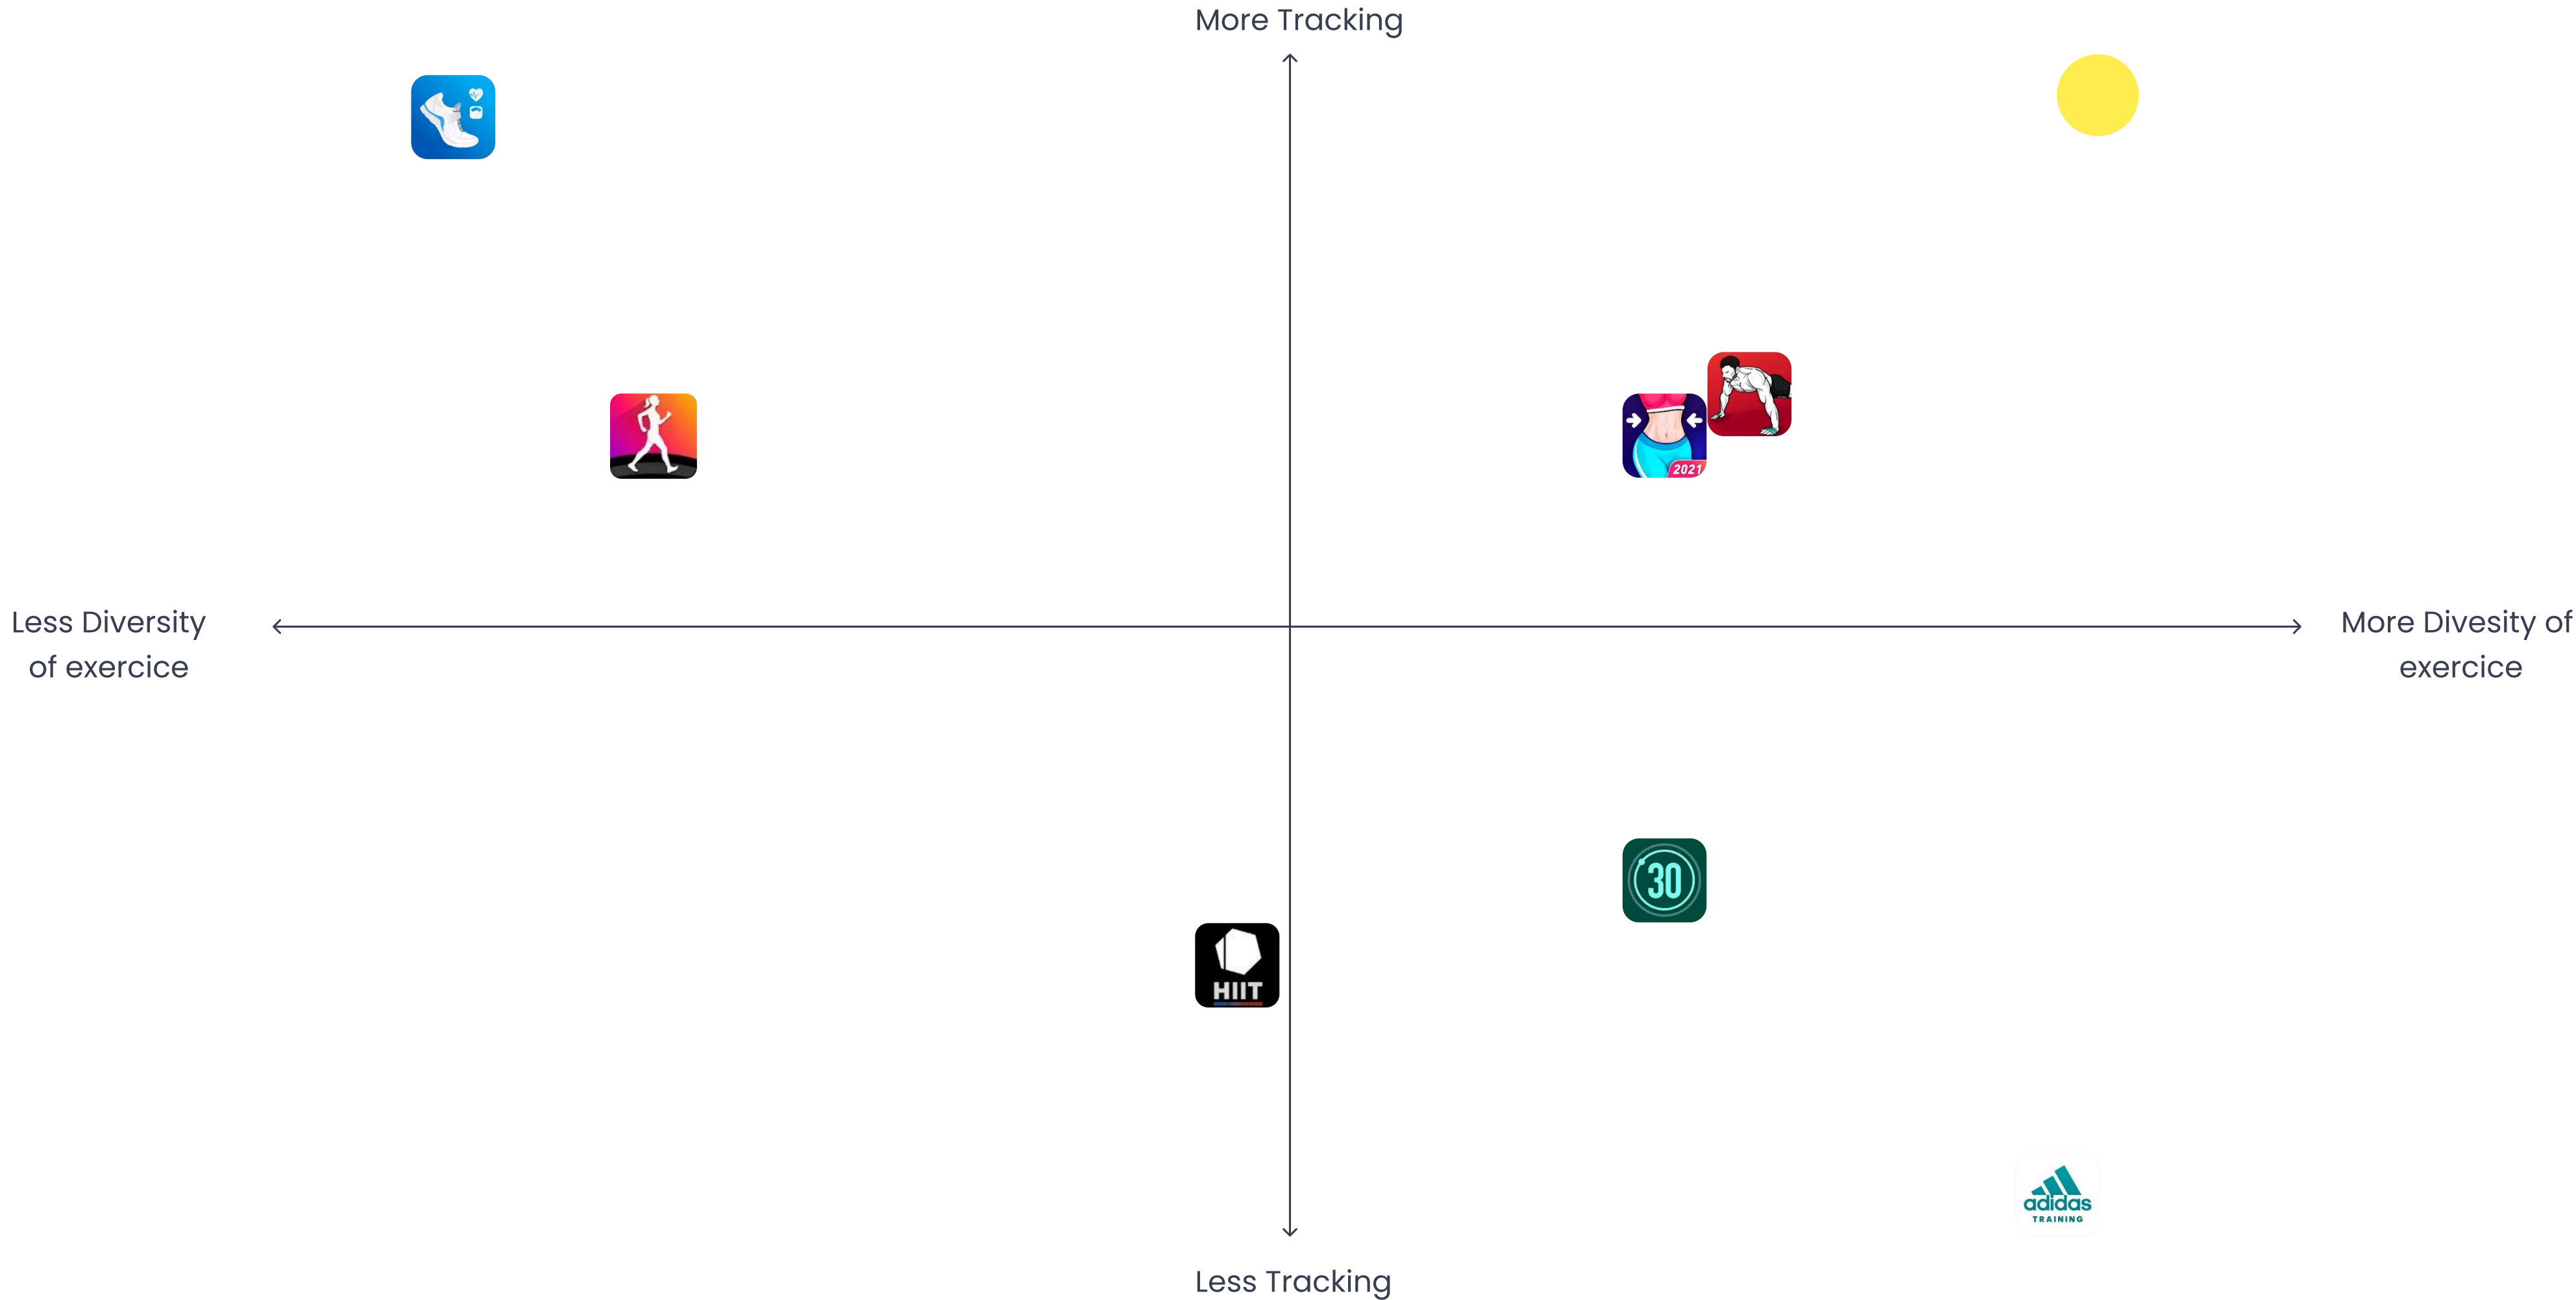 More Tracking
2021
Less Diversity
of exercice
More Divesity of
exercice
30
HIIT
adidas
TRAINING
Less Tracking